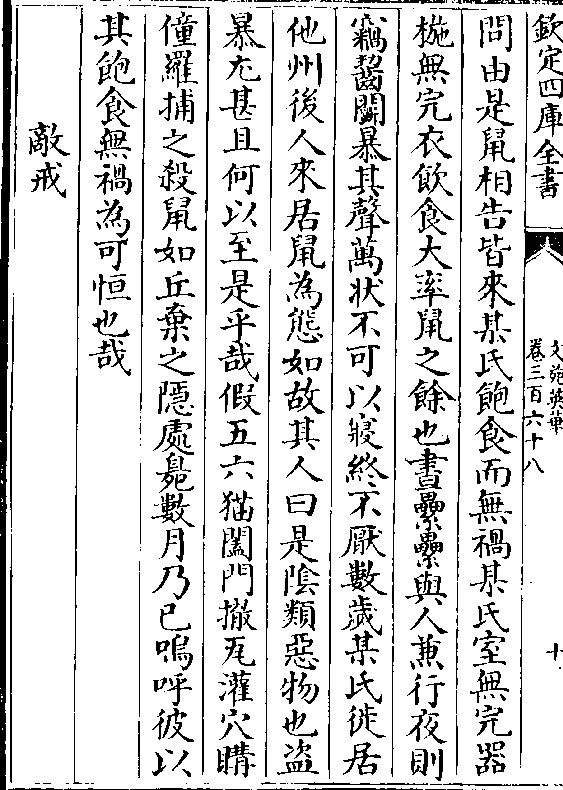 欽定四庫全書
文苑英華
卷三百六十八
十
問由是鼠相告皆來某氏飽食而無禍某氏室無完器
椸無完衣飲食大率鼠之餘也晝纍纍與人兼行夜則
竊齧鬭暴其聲萬狀不可以寢終不厭數歲某氏徙居
他州後人來居鼠為態如故其人曰是陰類惡物也盜
暴尤甚且何以至是乎哉假五六猫闔門撤瓦灌穴購
僮羅捕之殺鼠如丘棄之隠處臰數月乃已嗚呼彼以
其飽食無禍為可恒也哉
敵戒